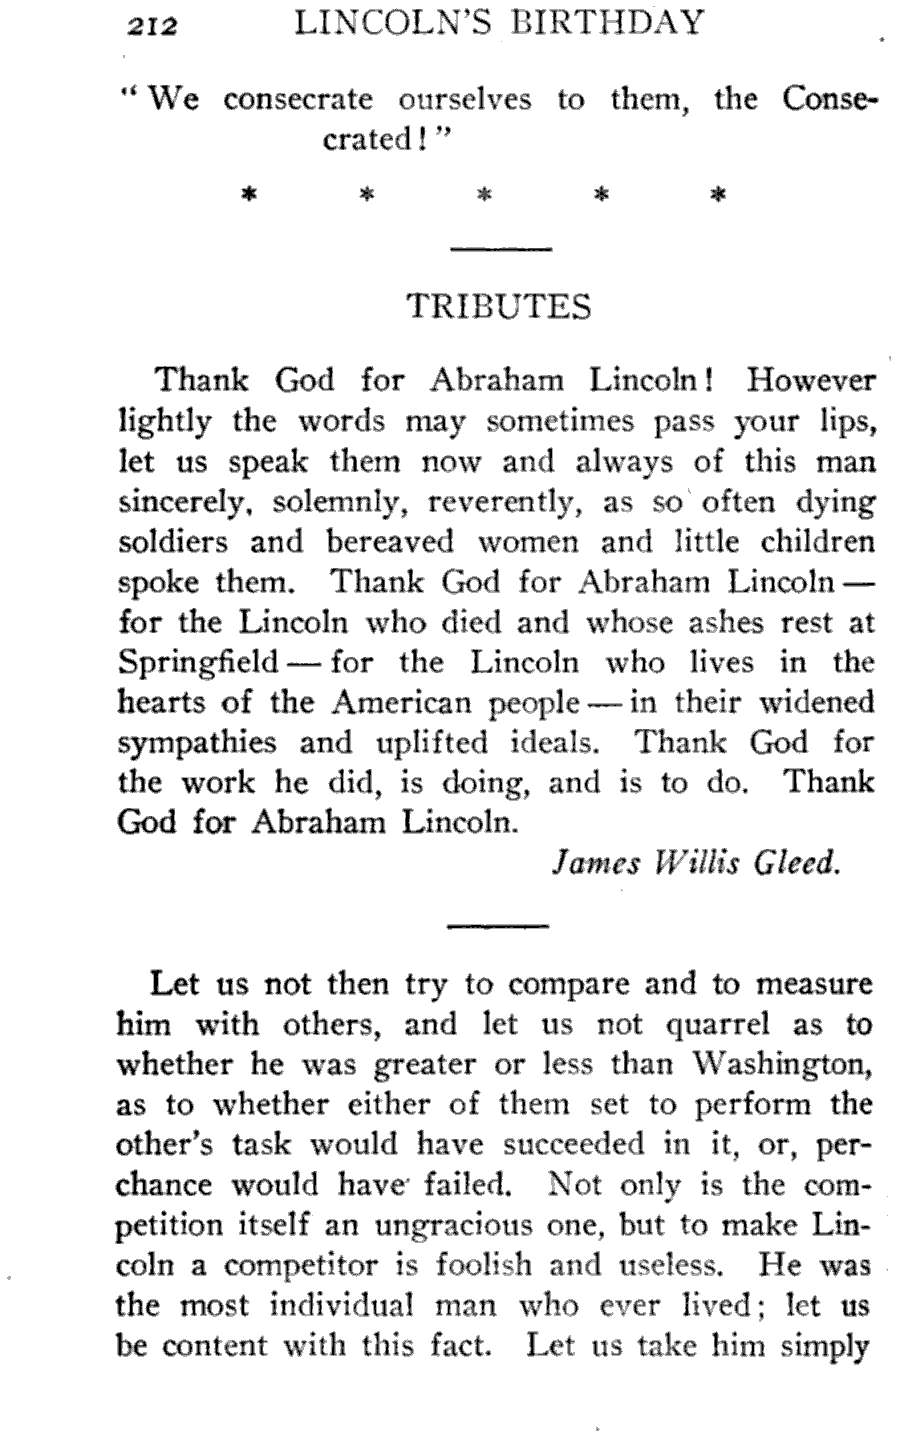 212 LINCOLN'S BIRTHDAY
“ We consecrate ourselves to them, the Conse-
crated! ”
* * * * *
TRIBUTES
Thank God for Abraham Lincoln! However
lightly the words may sometimes pass your lips,
let us speak them now and always of this man
sincerely, solemnly, reverently, as so often dying
soldiers and bereaved women and little children
spoke them. Thank God for Abraham Lincoln —
for the Lincoln who died and whose ashes rest at
Springfield — for the Lincoln who lives in the
hearts of the American people — in their widened
sympathies and uplifted ideals. Thank God for
the work he did, is doing, and is to do. Thank
God for Abraham Lincoln.
James Willis Gleed.
Let us not then try to compare and to measure
him with others, and let us not quarrel as to
whether he was greater or less than Washington,
as to whether either of them set to perform the
other's task would have succeeded in it, or, per-
chance would have failed. Not only is the com-
petition itself an ungracious one, but to make Lin-
coln a competitor is foolish and useless. He was
the most individual man who ever lived; let us
be content with this fact. Let us take him simply